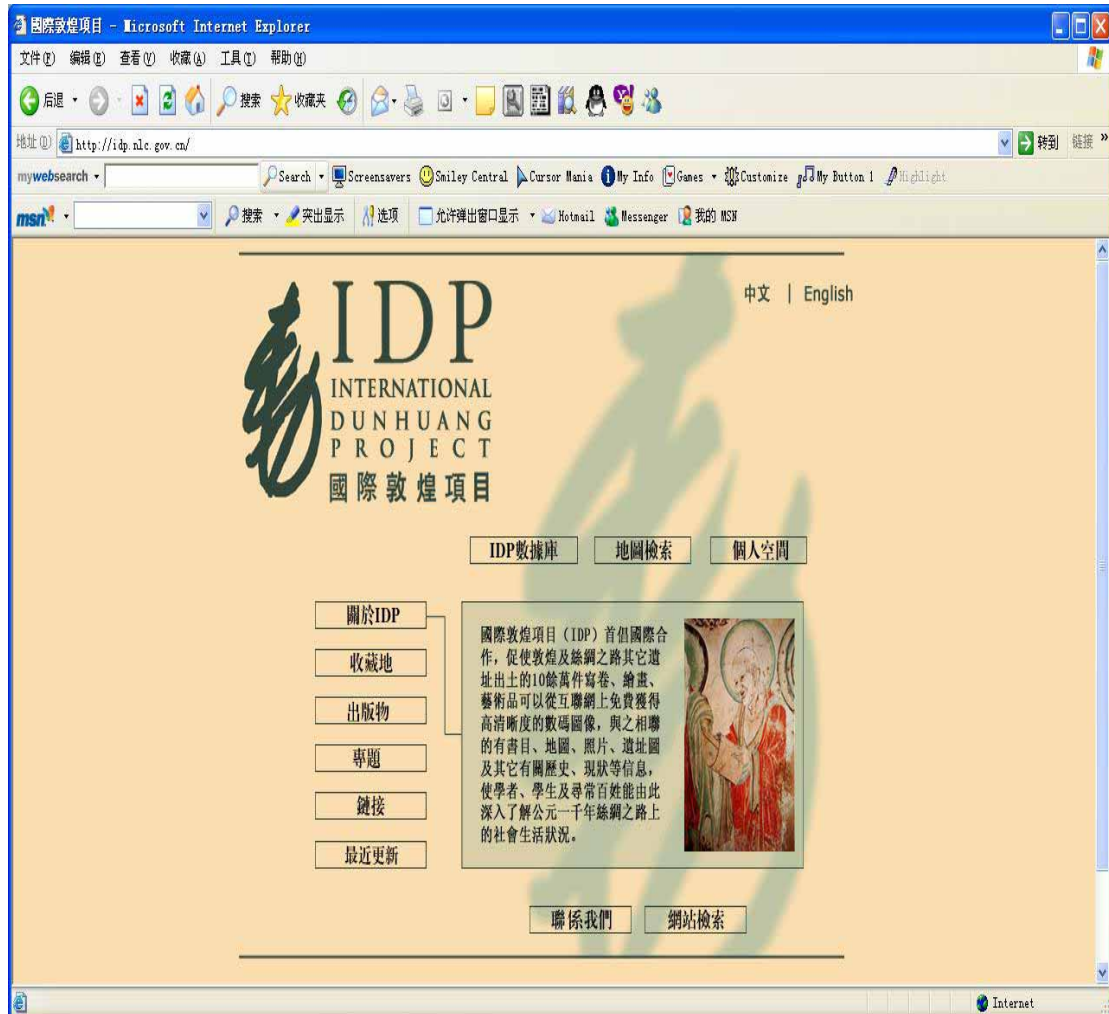 國際敦煌項目 - Microsoft Internet Explorer
文件(F) 编辑(E) 查看(V) 收藏(A) 工具(T) 帮助(H)
后退 搜索 收藏夹
地址(D) http://idp.nlc.gov.cn/ 转到 链接 »
mywebsearch Search Screensavers Smiley Central Cursor Mania My Info Games Customize My Button 1 Highlight
msn 搜索 突出显示 选项 允许弹出窗口显示 Hotmail Messenger 我的 MSN
中文 | English
IDP
INTERNATIONAL
DUNHUANG
PROJECT
國際敦煌項目
IDP數據庫 地圖檢索 個人空間
關於IDP
收藏地
出版物
專題
鏈接
最近更新
國際敦煌項目（IDP）首倡國際合
作，促使敦煌及絲綢之路其它遺
址出土的10餘萬件寫卷、繪畫、
藝術品可以從互聯網上免費獲得
高清晰度的數碼圖像，與之相聯
的有書目、地圖、照片、遺址圖
及其它有關歷史、現狀等信息，
使學者、學生及尋常百姓能由此
深入了解公元一千年絲綢之路上
的社會生活狀況。
聯係我們 網站檢索
Internet